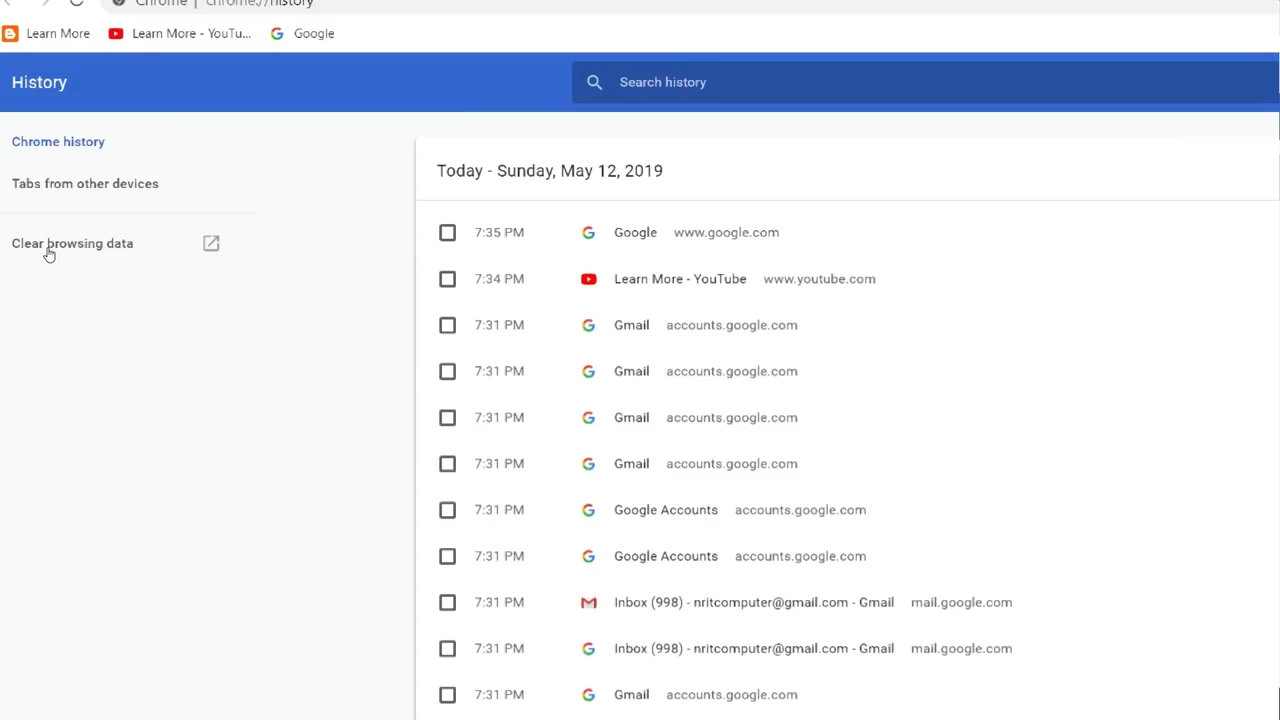 Chrome | chrome://history
Learn More Learn More - YouTu... Google
History Search history
Chrome history
Tabs from other devices
Clear browsing data
Today - Sunday, May 12, 2019
7:35 PM Google www.google.com
7:34 PM Learn More - YouTube www.youtube.com
7:31 PM Gmail accounts.google.com
7:31 PM Gmail accounts.google.com
7:31 PM Gmail accounts.google.com
7:31 PM Gmail accounts.google.com
7:31 PM Google Accounts accounts.google.com
7:31 PM Google Accounts accounts.google.com
7:31 PM Inbox (998) - nritcomputer@gmail.com - Gmail mail.google.com
7:31 PM Inbox (998) - nritcomputer@gmail.com - Gmail mail.google.com
7:31 PM Gmail accounts.google.com